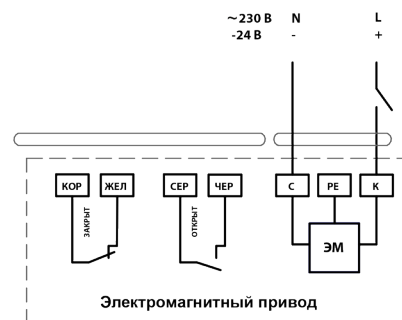 ~230 В N L
-24 В - +
КОР ЖЕЛ СЕР ЧЕР С РЕ К
ЗАКРЫТ
ОТКРЫТ
ЭМ
Электромагнитный привод